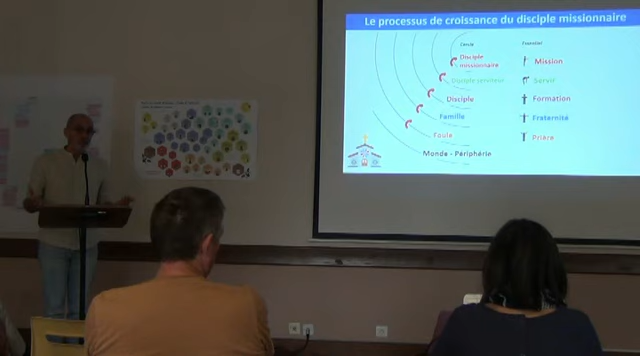 Le processus de croissance du disciple missionnaire
Cercle
Essentiel
Disciple
missionnaire
Mission
Disciple serviteur
Servir
Disciple
Formation
Famille
Fraternité
Foule
Prière
Monde - Périphérie